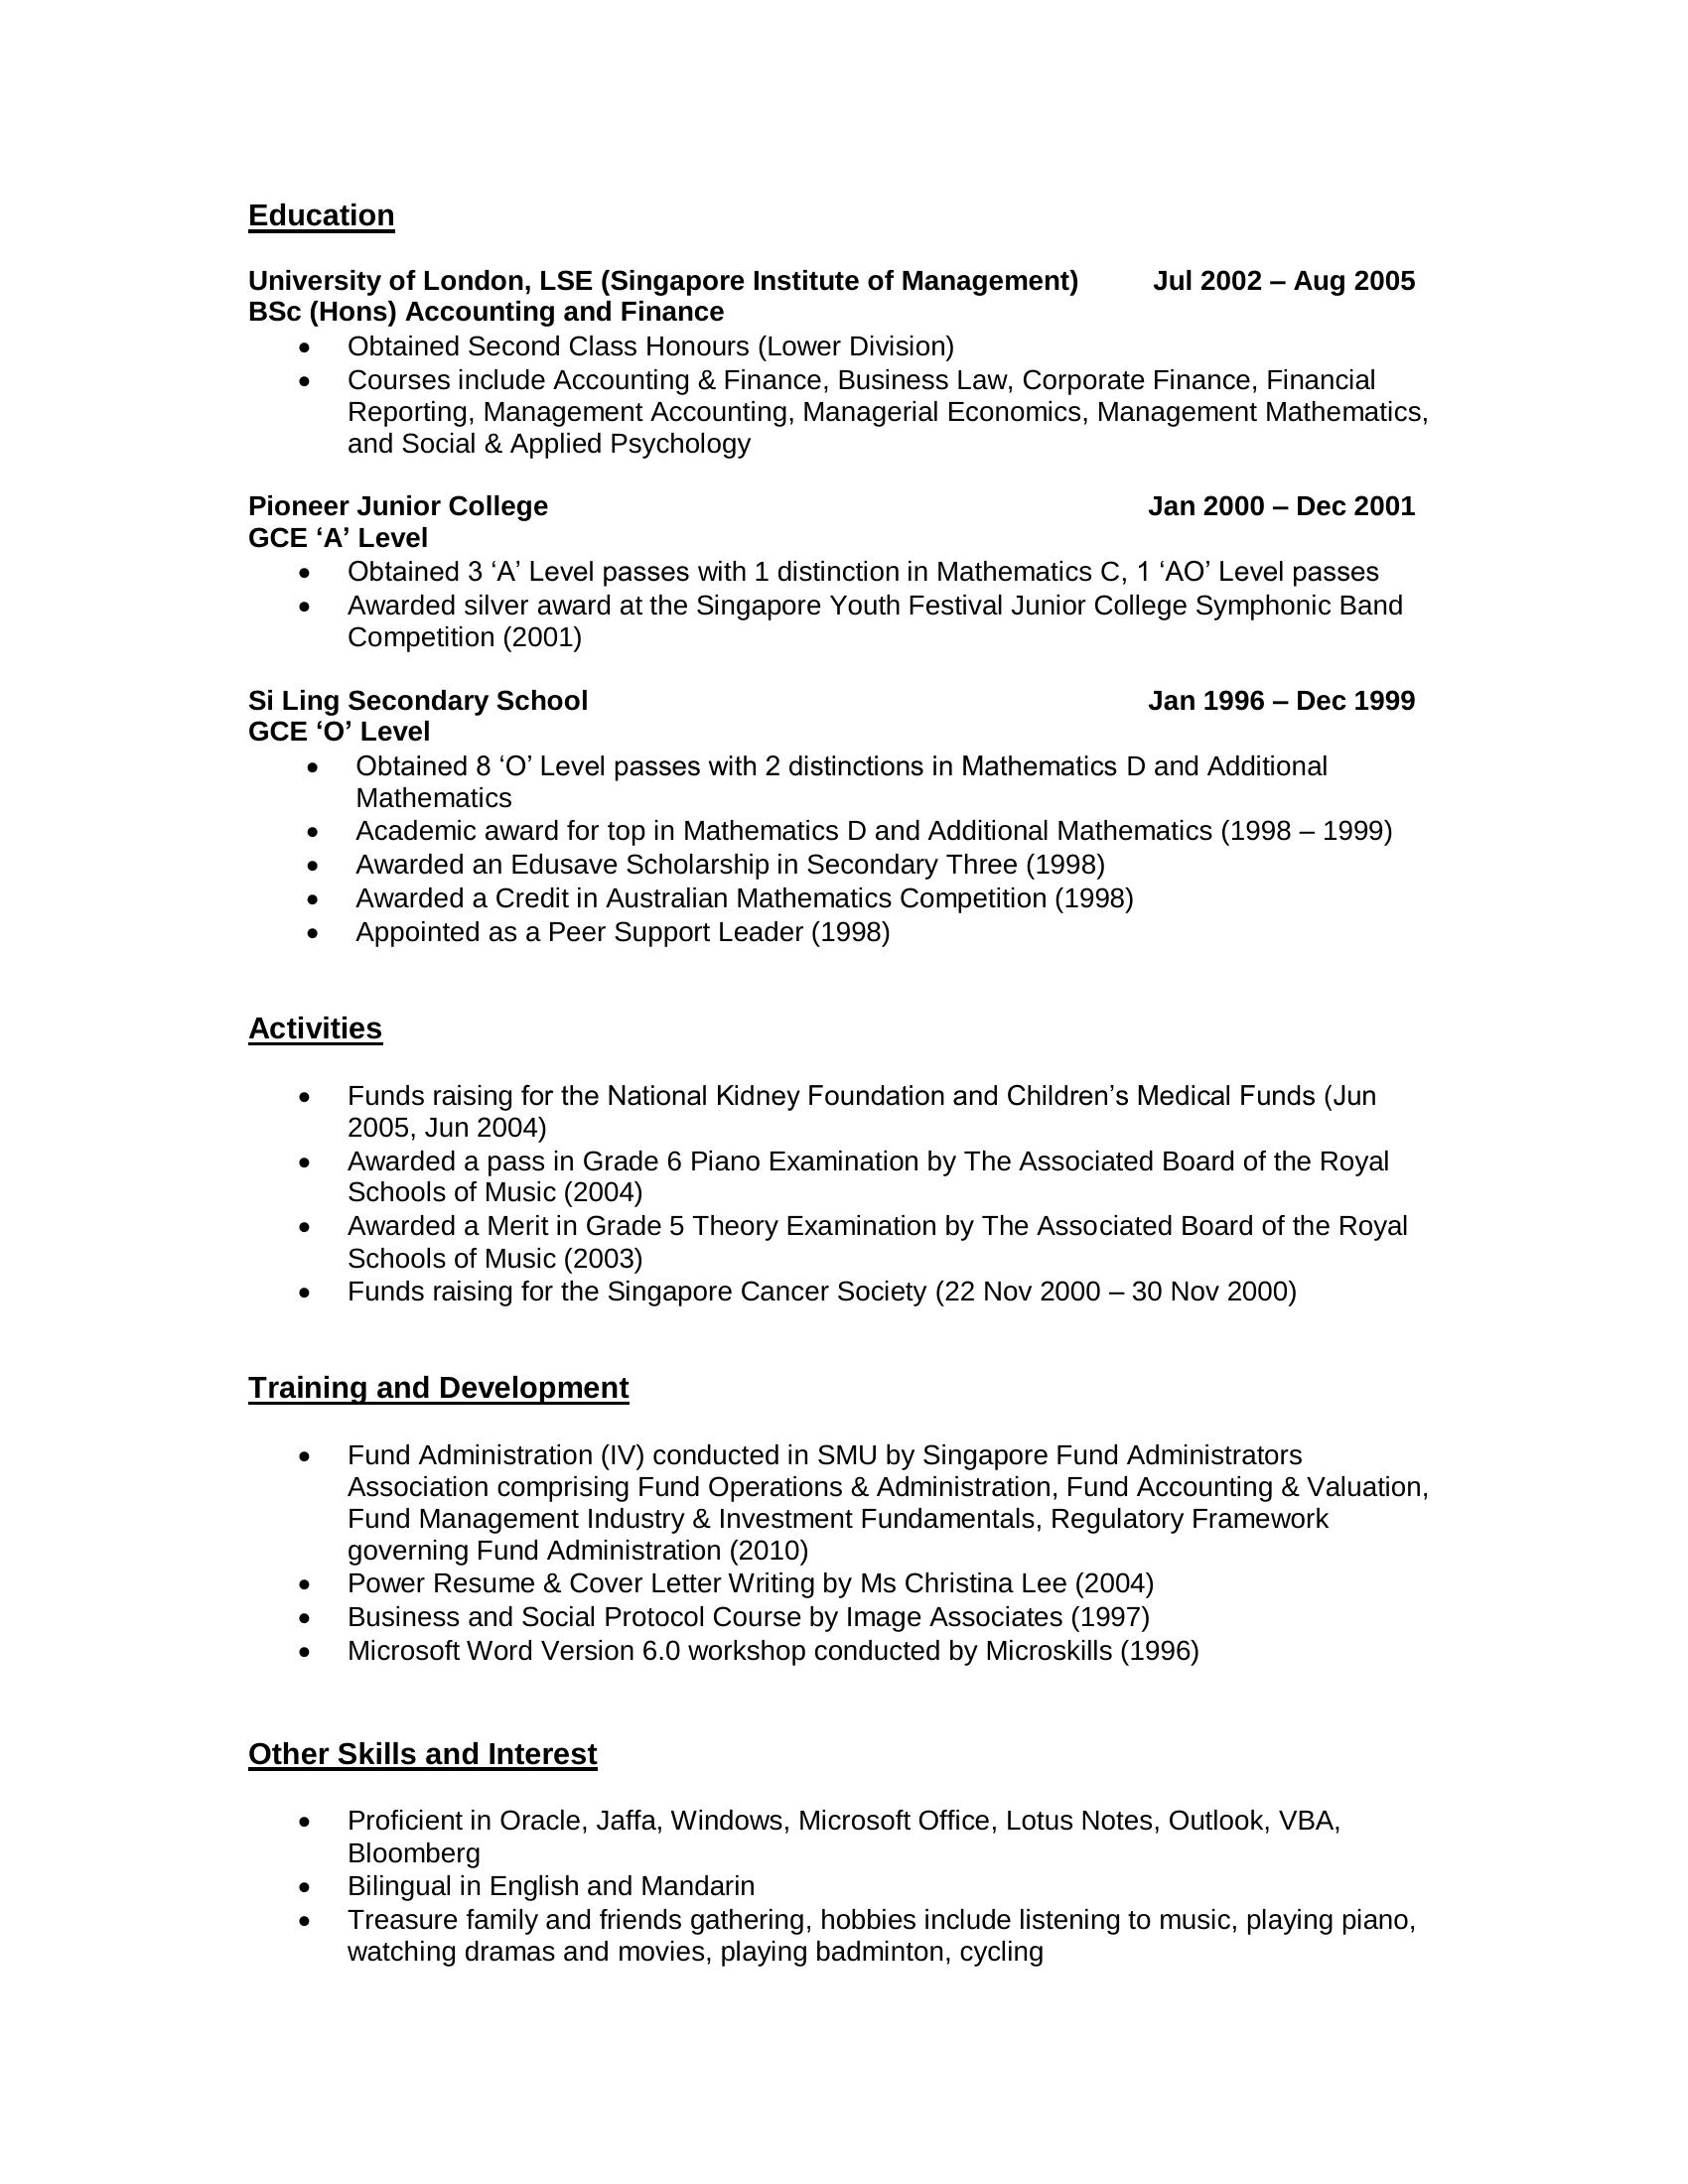 Education
University of London, LSE (Singapore Institute of Management) Jul 2002 – Aug 2005
BSc (Hons) Accounting and Finance
• Obtained Second Class Honours (Lower Division)
• Courses include Accounting & Finance, Business Law, Corporate Finance, Financial
Reporting, Management Accounting, Managerial Economics, Management Mathematics,
and Social & Applied Psychology
Pioneer Junior College Jan 2000 – Dec 2001
GCE ‘A’ Level
• Obtained 3 ‘A’ Level passes with 1 distinction in Mathematics C, 1 ‘AO’ Level passes
• Awarded silver award at the Singapore Youth Festival Junior College Symphonic Band
Competition (2001)
Si Ling Secondary School Jan 1996 – Dec 1999
GCE ‘O’ Level
• Obtained 8 ‘O’ Level passes with 2 distinctions in Mathematics D and Additional
Mathematics
• Academic award for top in Mathematics D and Additional Mathematics (1998 – 1999)
• Awarded an Edusave Scholarship in Secondary Three (1998)
• Awarded a Credit in Australian Mathematics Competition (1998)
• Appointed as a Peer Support Leader (1998)
Activities
• Funds raising for the National Kidney Foundation and Children’s Medical Funds (Jun
2005, Jun 2004)
• Awarded a pass in Grade 6 Piano Examination by The Associated Board of the Royal
Schools of Music (2004)
• Awarded a Merit in Grade 5 Theory Examination by The Associated Board of the Royal
Schools of Music (2003)
• Funds raising for the Singapore Cancer Society (22 Nov 2000 – 30 Nov 2000)
Training and Development
• Fund Administration (IV) conducted in SMU by Singapore Fund Administrators
Association comprising Fund Operations & Administration, Fund Accounting & Valuation,
Fund Management Industry & Investment Fundamentals, Regulatory Framework
governing Fund Administration (2010)
• Power Resume & Cover Letter Writing by Ms Christina Lee (2004)
• Business and Social Protocol Course by Image Associates (1997)
• Microsoft Word Version 6.0 workshop conducted by Microskills (1996)
Other Skills and Interest
• Proficient in Oracle, Jaffa, Windows, Microsoft Office, Lotus Notes, Outlook, VBA,
Bloomberg
• Bilingual in English and Mandarin
• Treasure family and friends gathering, hobbies include listening to music, playing piano,
watching dramas and movies, playing badminton, cycling